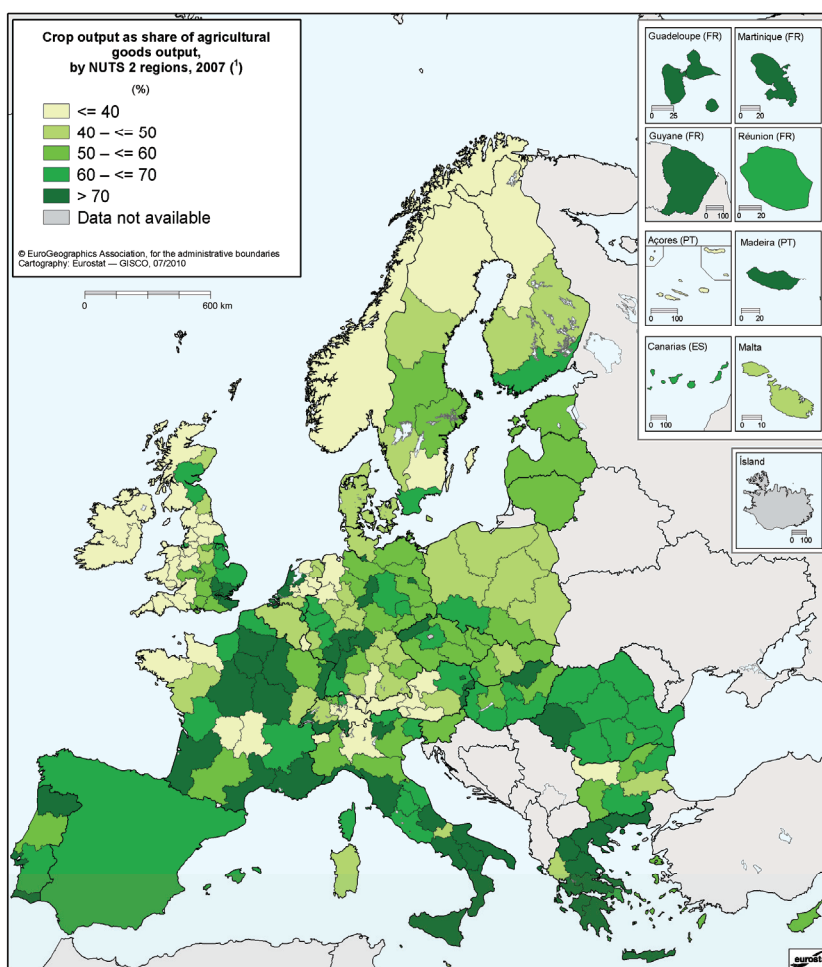 Crop output as share of agricultural
goods output,
by NUTS 2 regions, 2007 (¹)
(%)
<= 40
40 – <= 50
50 – <= 60
60 – <= 70
> 70
Data not available
© EuroGeographics Association, for the administrative boundaries
Cartography: Eurostat — GISCO, 07/2010
0 600 km
Guadeloupe (FR)
0 25
Martinique (FR)
0 20
Guyane (FR)
0 100
Réunion (FR)
0 20
Açores (PT)
0 100
Madeira (PT)
0 20
Canarias (ES)
0 100
Malta
0 10
Ísland
0 100